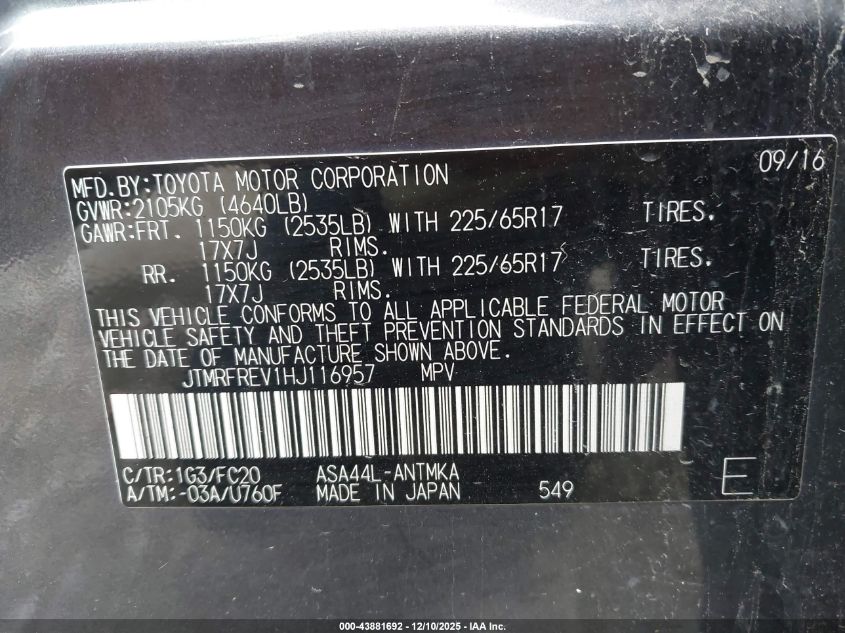 09/16
MFD.BY:TOYOTA MOTOR CORPORATION
GVWR:2105KG (4640LB)
GAWR:FRT. 1150KG (2535LB) WITH 225/65R17 TIRES.
17X7J RIMS.
RR. 1150KG (2535LB) WITH 225/65R17 TIRES.
17X7J RIMS.
THIS VEHICLE CONFORMS TO ALL APPLICABLE FEDERAL MOTOR
VEHICLE SAFETY AND THEFT PREVENTION STANDARDS IN EFFECT ON
THE DATE OF MANUFACTURE SHOWN ABOVE.
JTMRFREV1HJ116957 MPV
C/TR:1G3/FC20 ASA44L-ANTMKA
A/TM:-03A/U760F MADE IN JAPAN 549 E
000-43881692 - 12/10/2025 - IAA Inc.